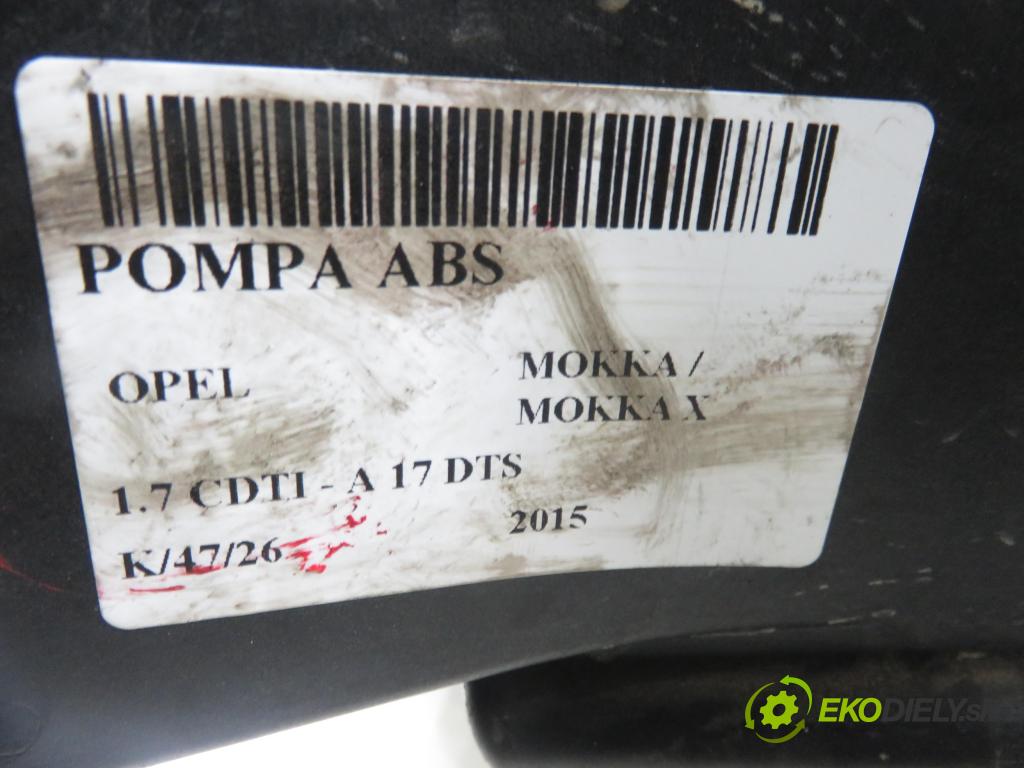 POMPA ABS
OPEL
MOKKA /
MOKKA X
1.7 CDTI - A 17 DTS
2015
K/47/26
EKODIELY.sk